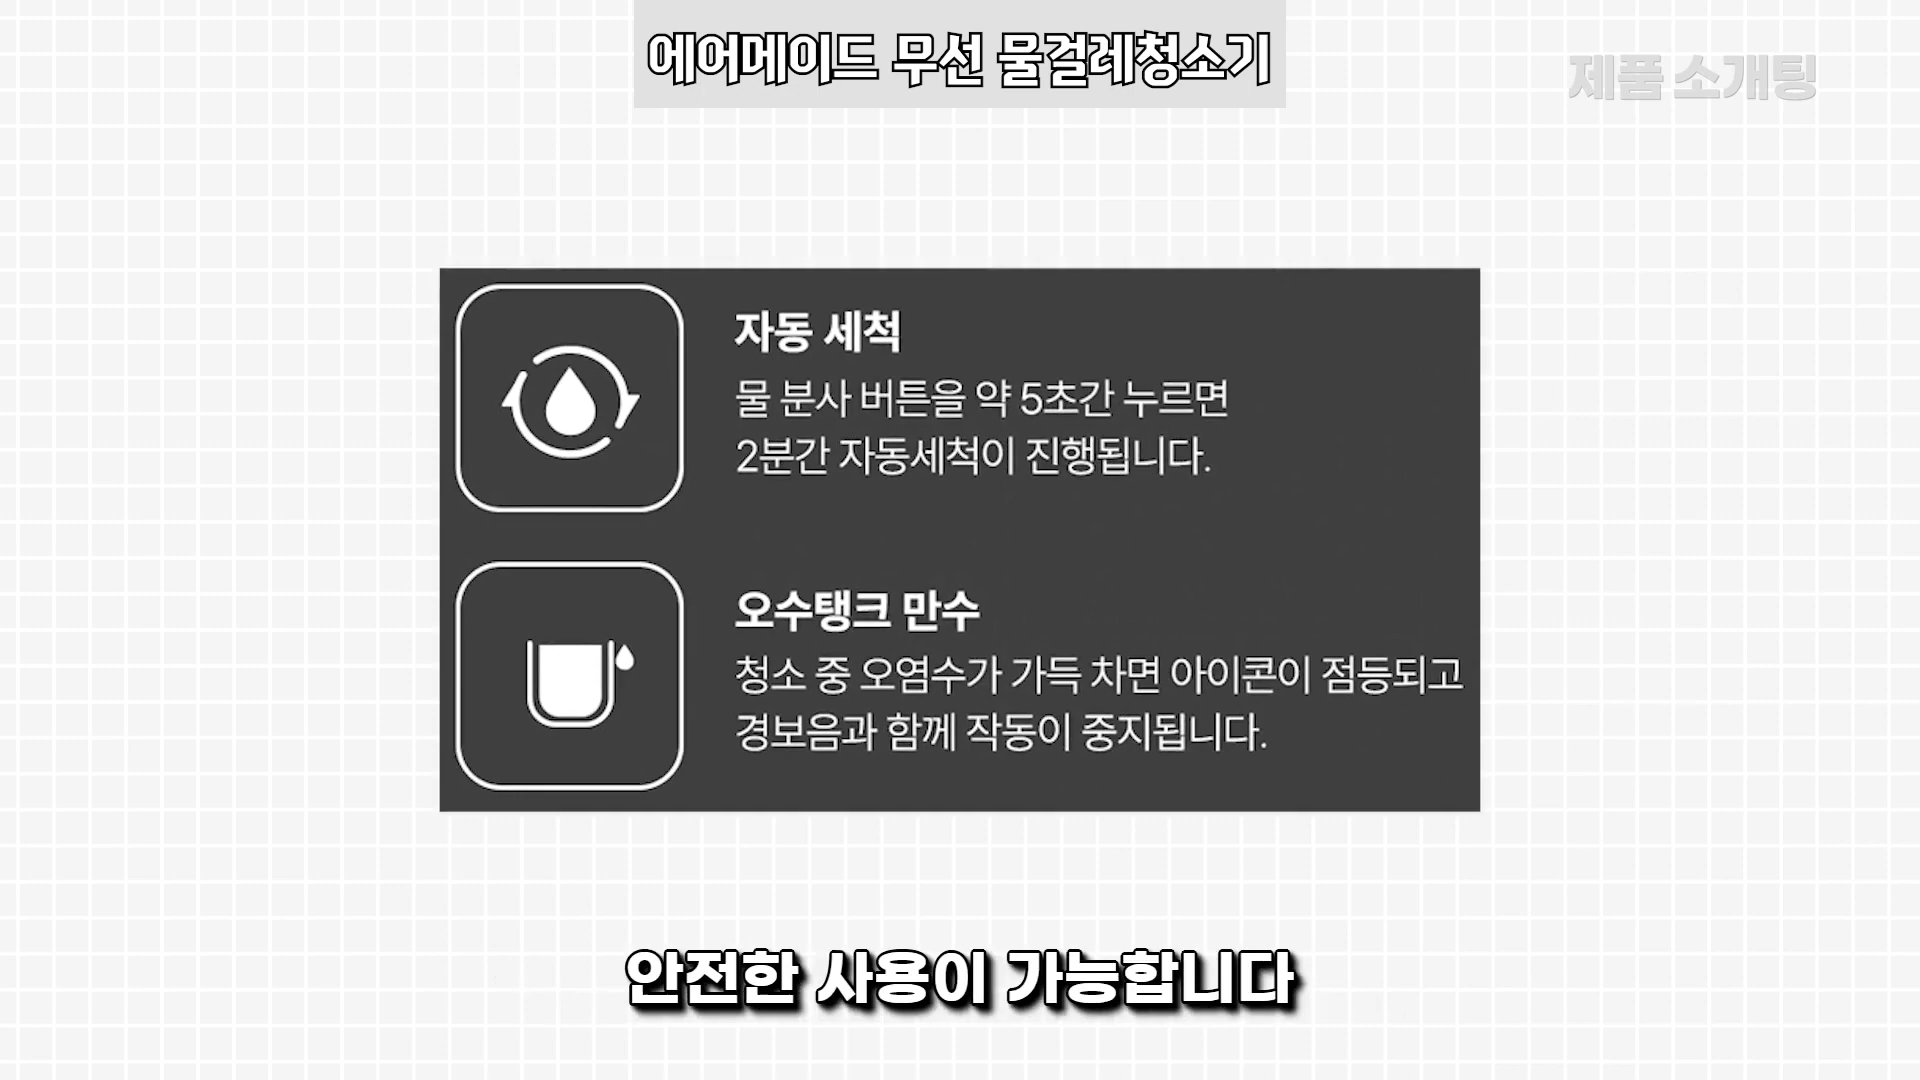 에어메이드 무선 물걸레청소기
제품 소개팅
자동 세척
물 분사 버튼을 약 5초간 누르면
2분간 자동세척이 진행됩니다.
오수탱크 만수
청소 중 오염수가 가득 차면 아이콘이 점등되고
경보음과 함께 작동이 중지됩니다.
안전한 사용이 가능합니다